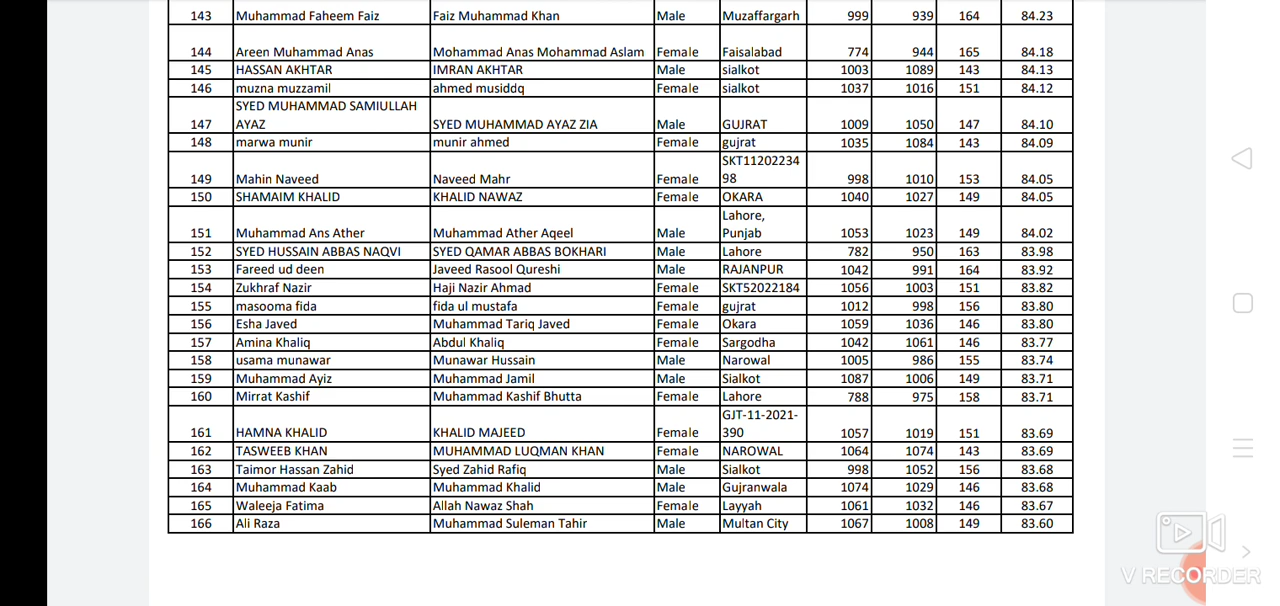 143 Muhammad Faheem Faiz Faiz Muhammad Khan Male Muzaffargarh 999 939 164 84.23
144 Areen Muhammad Anas Mohammad Anas Mohammad Aslam Female Faisalabad 774 944 165 84.18
145 HASSAN AKHTAR IMRAN AKHTAR Male sialkot 1003 1089 143 84.13
146 muzna muzzamil ahmed musiddq Female sialkot 1037 1016 151 84.12
SYED MUHAMMAD SAMIULLAH
147 AYAZ SYED MUHAMMAD AYAZ ZIA Male GUJRAT 1009 1050 147 84.10
148 marwa munir munir ahmed Female gujrat 1035 1084 143 84.09
SKT11202234
149 Mahin Naveed Naveed Mahr Female 98 998 1010 153 84.05
150 SHAMAIM KHALID KHALID NAWAZ Female OKARA 1040 1027 149 84.05
Lahore,
151 Muhammad Ans Ather Muhammad Ather Aqeel Male Punjab 1053 1023 149 84.02
152 SYED HUSSAIN ABBAS NAQVI SYED QAMAR ABBAS BOKHARI Male Lahore 782 950 163 83.98
153 Fareed ud deen Javeed Rasool Qureshi Male RAJANPUR 1042 991 164 83.92
154 Zukhraf Nazir Haji Nazir Ahmad Female SKT52022184 1056 1003 151 83.82
155 masooma fida fida ul mustafa Female gujrat 1012 998 156 83.80
156 Esha Javed Muhammad Tariq Javed Female Okara 1059 1036 146 83.80
157 Amina Khaliq Abdul Khaliq Female Sargodha 1042 1061 146 83.77
158 usama munawar Munawar Hussain Male Narowal 1005 986 155 83.74
159 Muhammad Ayiz Muhammad Jamil Male Sialkot 1087 1006 149 83.71
160 Mirrat Kashif Muhammad Kashif Bhutta Female Lahore 788 975 158 83.71
GJT-11-2021-
161 HAMNA KHALID KHALID MAJEED Female 390 1057 1019 151 83.69
162 TASWEEB KHAN MUHAMMAD LUQMAN KHAN Female NAROWAL 1064 1074 143 83.69
163 Taimor Hassan Zahid Syed Zahid Rafiq Male Sialkot 998 1052 156 83.68
164 Muhammad Kaab Muhammad Khalid Male Gujranwala 1074 1029 146 83.68
165 Waleeja Fatima Allah Nawaz Shah Female Layyah 1061 1032 146 83.67
166 Ali Raza Muhammad Suleman Tahir Male Multan City 1067 1008 149 83.60
V RECORDER